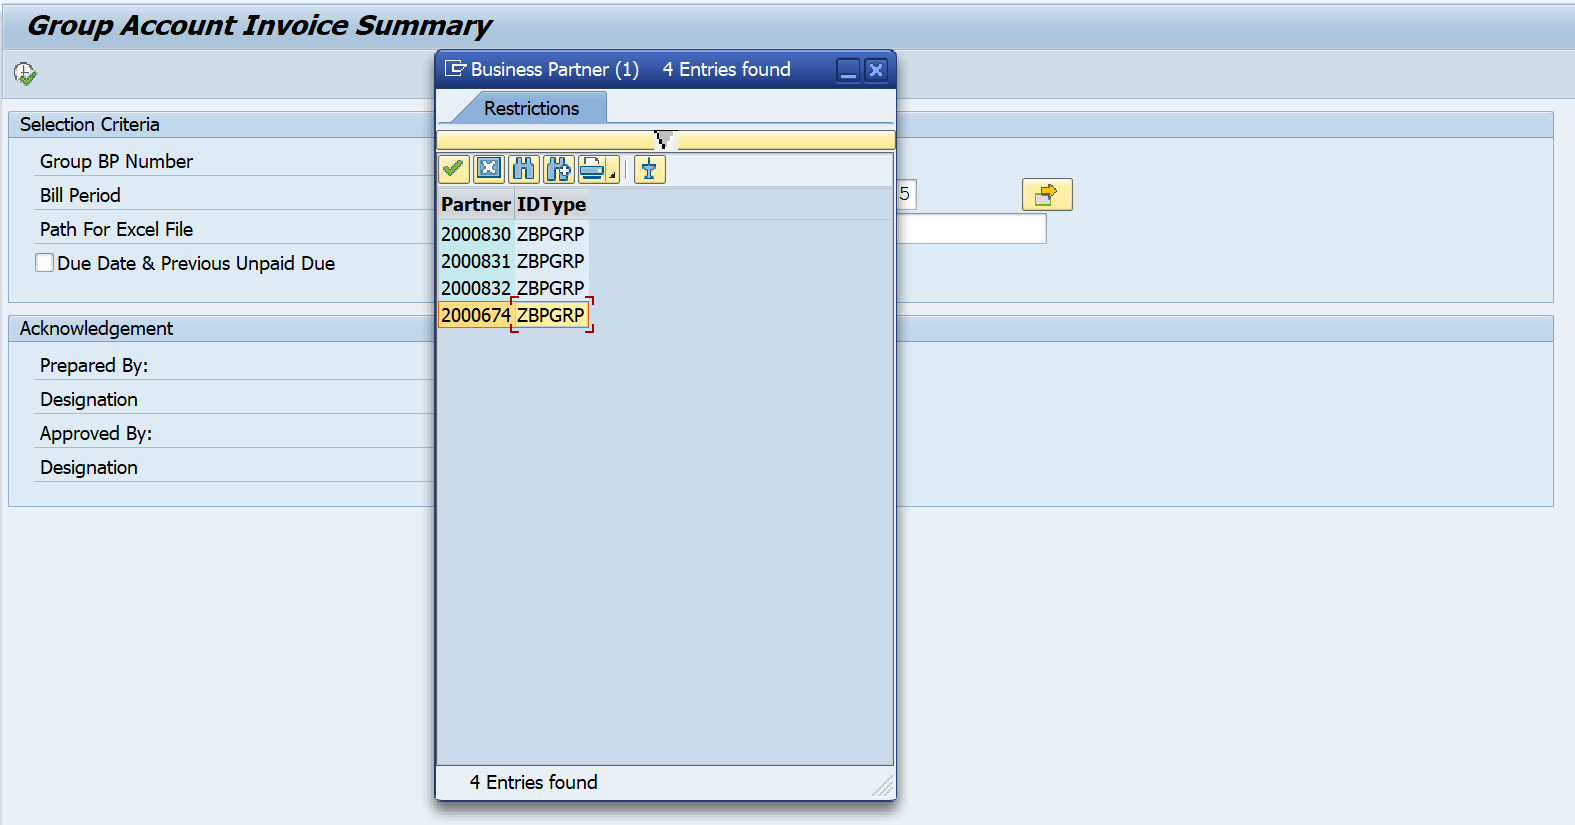 Group Account Invoice Summary
Business Partner (1) 4 Entries found
Restrictions
Selection Criteria
Group BP Number
Bill Period
5
Path For Excel File
Due Date & Previous Unpaid Due
Partner IDType
2000830 ZBPGRP
2000831 ZBPGRP
2000832 ZBPGRP
2000674 ZBPGRP
Acknowledgement
Prepared By:
Designation
Approved By:
Designation
4 Entries found